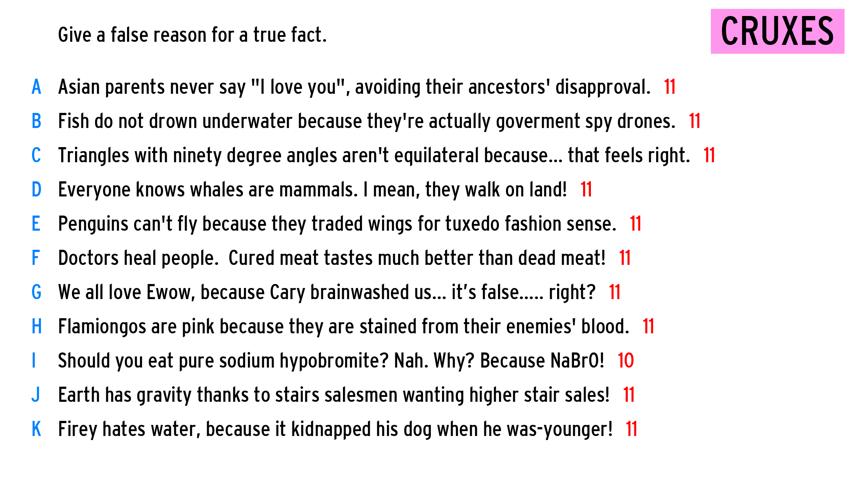 Give a false reason for a true fact.
CRUXES
A Asian parents never say "I love you", avoiding their ancestors' disapproval. 11
B Fish do not drown underwater because they're actually goverment spy drones. 11
C Triangles with ninety degree angles aren't equilateral because... that feels right. 11
D Everyone knows whales are mammals. I mean, they walk on land! 11
E Penguins can't fly because they traded wings for tuxedo fashion sense. 11
F Doctors heal people.  Cured meat tastes much better than dead meat! 11
G We all love Ewow, because Cary brainwashed us... it’s false..... right? 11
H Flamiongos are pink because they are stained from their enemies' blood. 11
I Should you eat pure sodium hypobromite? Nah. Why? Because NaBrO! 10
J Earth has gravity thanks to stairs salesmen wanting higher stair sales! 11
K Firey hates water, because it kidnapped his dog when he was-younger! 11